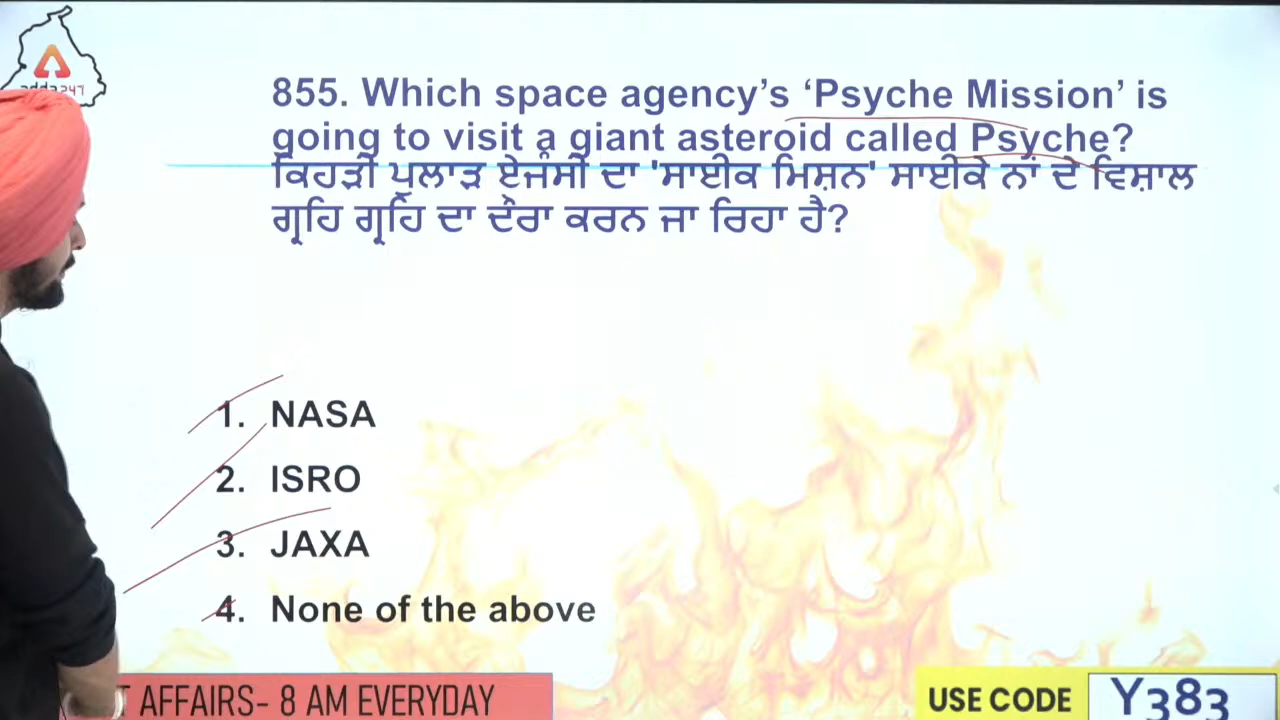 adda247
855. Which space agency's ‘Psyche Mission’ is
going to visit a giant asteroid called Psyche?
ਕਿਹੜੀ ਪੁਲਾੜ ਏਜੰਸੀ ਦਾ 'ਸਾਈਕ ਮਿਸ਼ਨ' ਸਾਈਕੇ ਨਾਂ ਦੇ ਵਿਸ਼ਾਲ
ਗ੍ਰਹਿ ਗ੍ਰਹਿ ਦਾ ਦੌਰਾ ਕਰਨ ਜਾ ਰਿਹਾ ਹੈ?
1. NASA
2. ISRO
3. JAXA
4. None of the above
T AFFAIRS- 8 AM EVERYDAY
USE CODE Y383